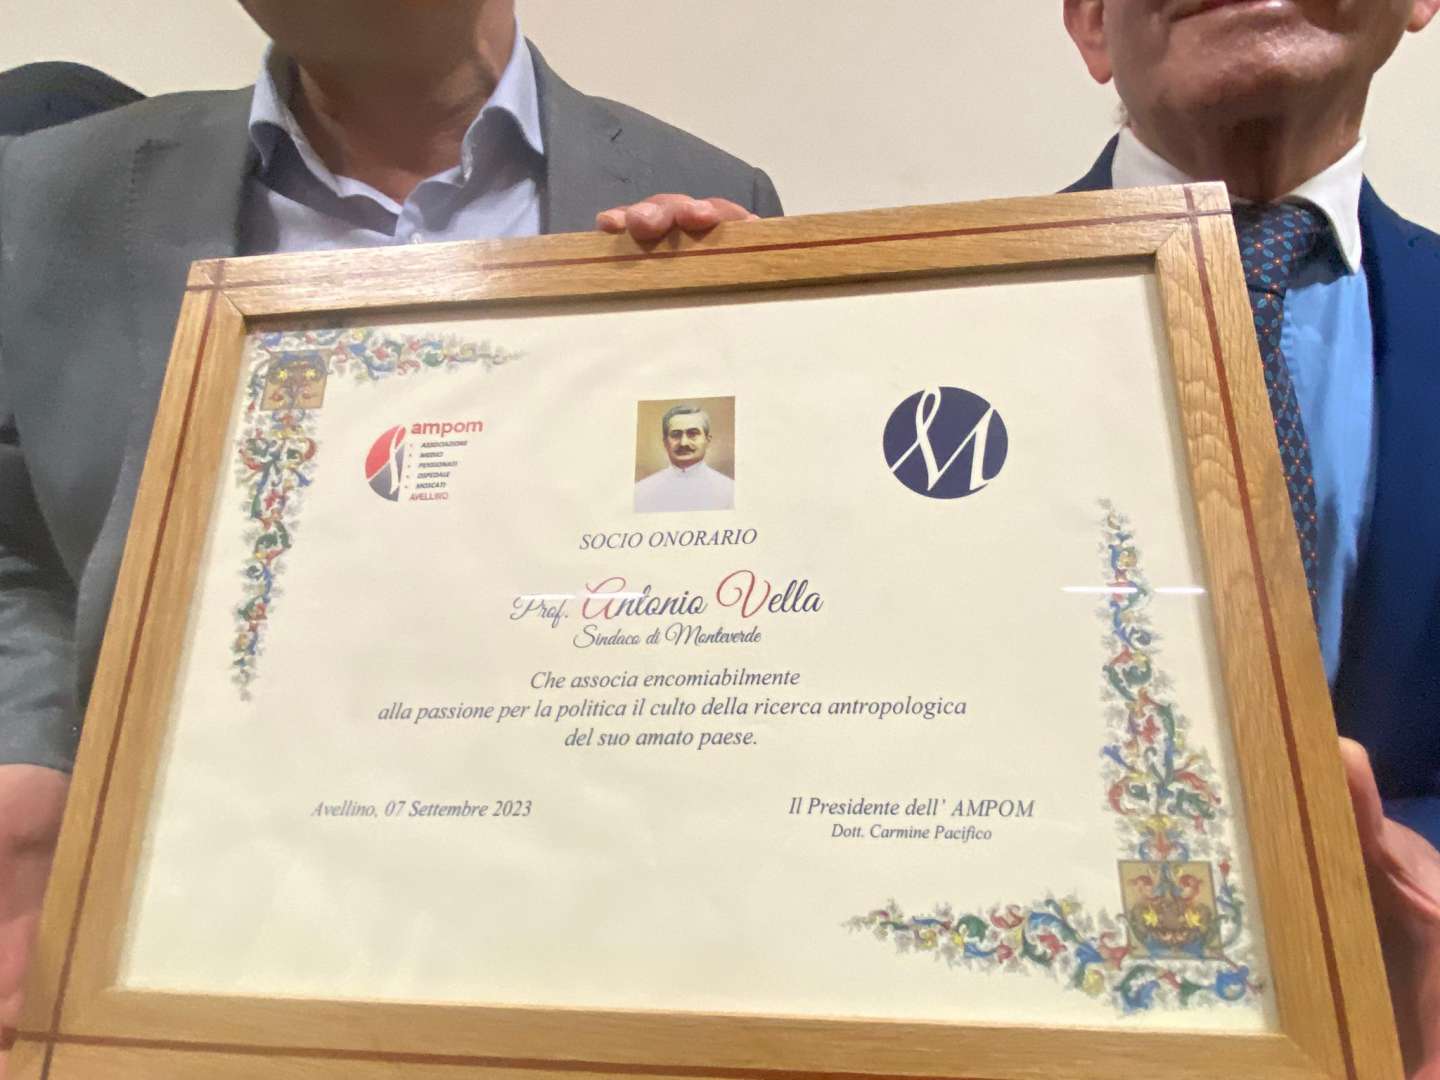 ampom
ASSOCIAZIONE
MEDICI
PENSIONATI
OSPEDALE
MOSCATI
AVELLINO
M
SOCIO ONORARIO
Prof. Antonio Vella
Sindaco di Monteverde
Che associa encomiabilmente
alla passione per la politica il culto della ricerca antropologica
del suo amato paese.
Avellino, 07 Settembre 2023
Il Presidente dell' AMPOM
Dott. Carmine Pacifico